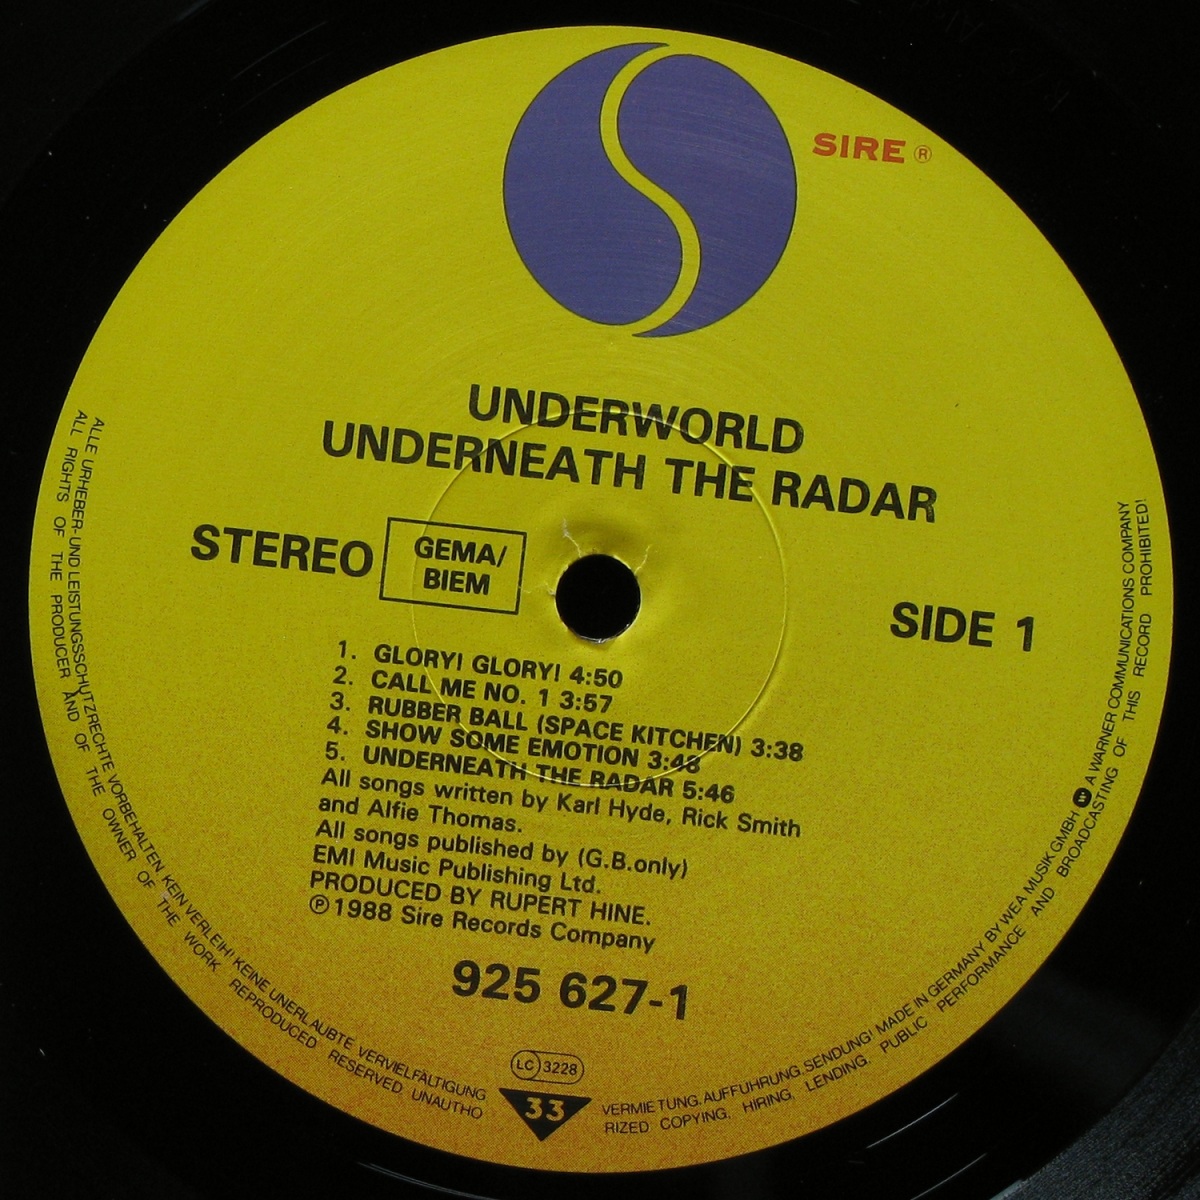 SIRE ®
UNDERWORLD
UNDERNEATH THE RADAR
STEREO
GEMA/
BIEM
SIDE 1
1. GLORY! GLORY! 4:50
2. CALL ME NO. 1 3:57
3. RUBBER BALL (SPACE KITCHEN) 3:38
4. SHOW SOME EMOTION 3:48
5. UNDERNEATH THE RADAR 5:46
All songs written by Karl Hyde, Rick Smith
and Alfie Thomas.
All songs published by (G.B.only)
EMI Music Publishing Ltd.
PRODUCED BY RUPERT HINE.
℗ 1988 Sire Records Company
925 627-1
LC 3228
33
ALLE URHEBER- UND LEISTUNGSSCHUTZRECHTE VORBEHALTEN KEIN VERLEIH! KEINE UNERLAUBTE VERVIELFÄLTIGUNG, VERMIETUNG. AUFFÜHRUNG. SENDUNG! MADE IN GERMANY BY WEA MUSIK GMBH A WARNER COMMUNICATIONS COMPANY
ALL RIGHTS OF THE PRODUCER AND OF THE OWNER OF THE WORK REPRODUCED RESERVED. UNAUTHORIZED COPYING, HIRING, LENDING, PUBLIC PERFORMANCE AND BROADCASTING OF THIS RECORD PROHIBITED!